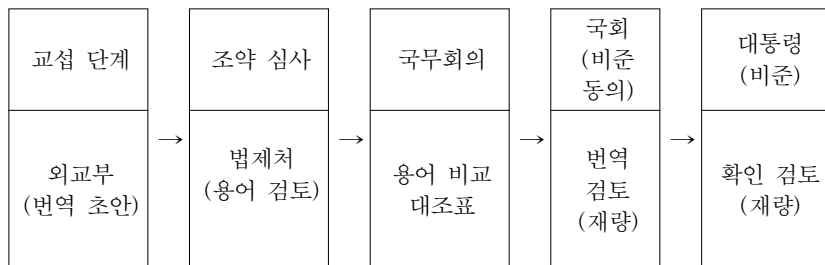 교섭 단계
외교부
(번역 초안)
→
조약 심사
법제처
(용어 검토)
→
국무회의
용어 비교
대조표
→
국회
(비준
동의)
번역
검토
(재량)
→
대통령
(비준)
확인 검토
(재량)